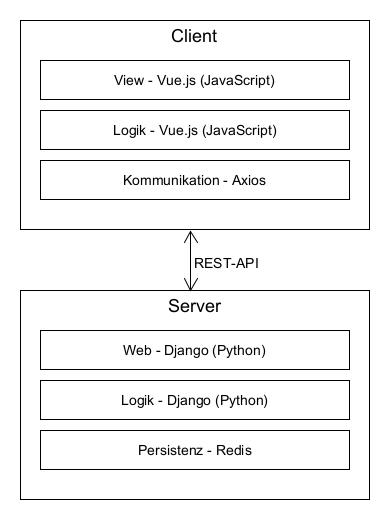 Client
View - Vue.js (JavaScript)
Logik - Vue.js (JavaScript)
Kommunikation - Axios
REST-API
Server
Web - Django (Python)
Logik - Django (Python)
Persistenz - Redis